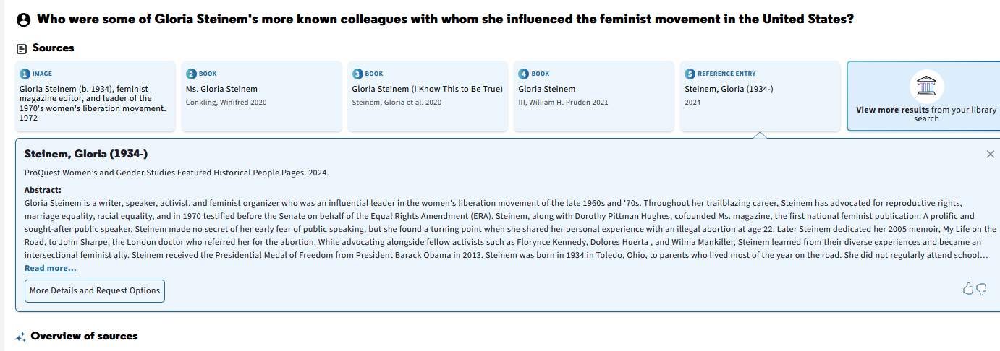 Who were some of Gloria Steinem's more known colleagues with whom she influenced the feminist movement in the United States?
Sources
1 IMAGE
Gloria Steinem (b. 1934), feminist
magazine editor, and leader of the
1970's women's liberation movement.
1972
2 BOOK
Ms. Gloria Steinem
Conkling, Winifred 2020
3 BOOK
Gloria Steinem (I Know This to Be True)
Steinem, Gloria et al. 2020
4 BOOK
Gloria Steinem
III, William H. Pruden 2021
5 REFERENCE ENTRY
Steinem, Gloria (1934-)
2024
View more results from your library
search
Steinem, Gloria (1934-)
ProQuest Women's and Gender Studies Featured Historical People Pages. 2024.
Abstract:
Gloria Steinem is a writer, speaker, activist, and feminist organizer who was an influential leader in the women's liberation movement of the late 1960s and '70s. Throughout her trailblazing career, Steinem has advocated for reproductive rights,
marriage equality, racial equality, and in 1970 testified before the Senate on behalf of the Equal Rights Amendment (ERA). Steinem, along with Dorothy Pittman Hughes, cofounded Ms. magazine, the first national feminist publication. A prolific and
sought-after public speaker, Steinem made no secret of her early fear of public speaking, but she found a turning point when she shared her personal experience with an illegal abortion at age 22. Later Steinem dedicated her 2005 memoir, My Life on the
Road, to John Sharpe, the London doctor who referred her for the abortion. While advocating alongside fellow activists such as Florynce Kennedy, Dolores Huerta , and Wilma Mankiller, Steinem learned from their diverse experiences and became an
intersectional feminist ally. Steinem received the Presidential Medal of Freedom from President Barack Obama in 2013. Steinem was born in 1934 in Toledo, Ohio, to parents who lived most of the year on the road. She did not regularly attend school...
Read more...
More Details and Request Options
Overview of sources